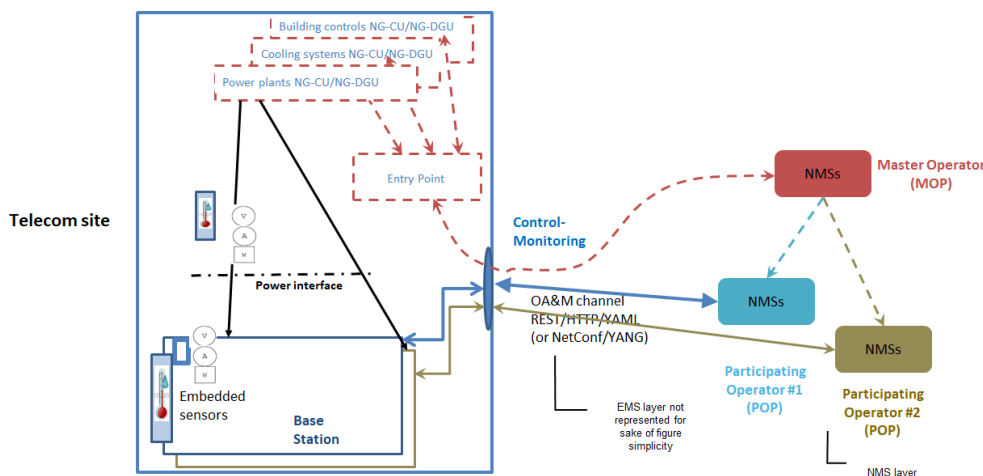 Building controls NG-CU/NG-DGU
Cooling systems NG-CU/NG-DGU
Power plants NG-CU/NG-DGU
Entry Point
NMSs
Master Operator
(MOP)
Telecom site
V
A
W
Control-
Monitoring
Power interface
OA&M channel
REST/HTTP/YAML
(or NetConf/YANG)
NMSs
NMSs
V
A
W
Embedded
sensors
Base
Station
Participating
Operator #1
(POP)
Participating
Operator #2
(POP)
EMS layer not
represented for
sake of figure
simplicity
NMS layer